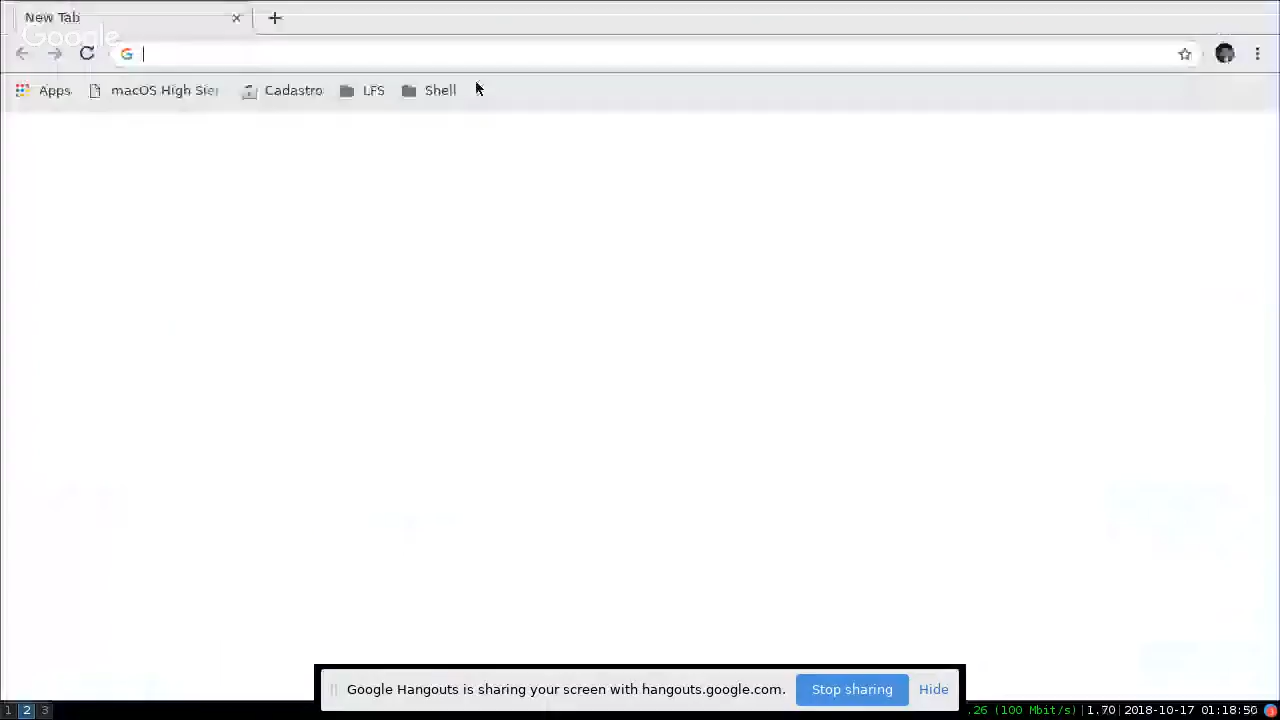 New Tab
Google
Apps macOS High Sier Cadastro LFS Shell
Google Hangouts is sharing your screen with hangouts.google.com. Stop sharing Hide
1 2 3 .26 (100 Mbit/s)|1.70|2018-10-17 01:18:50